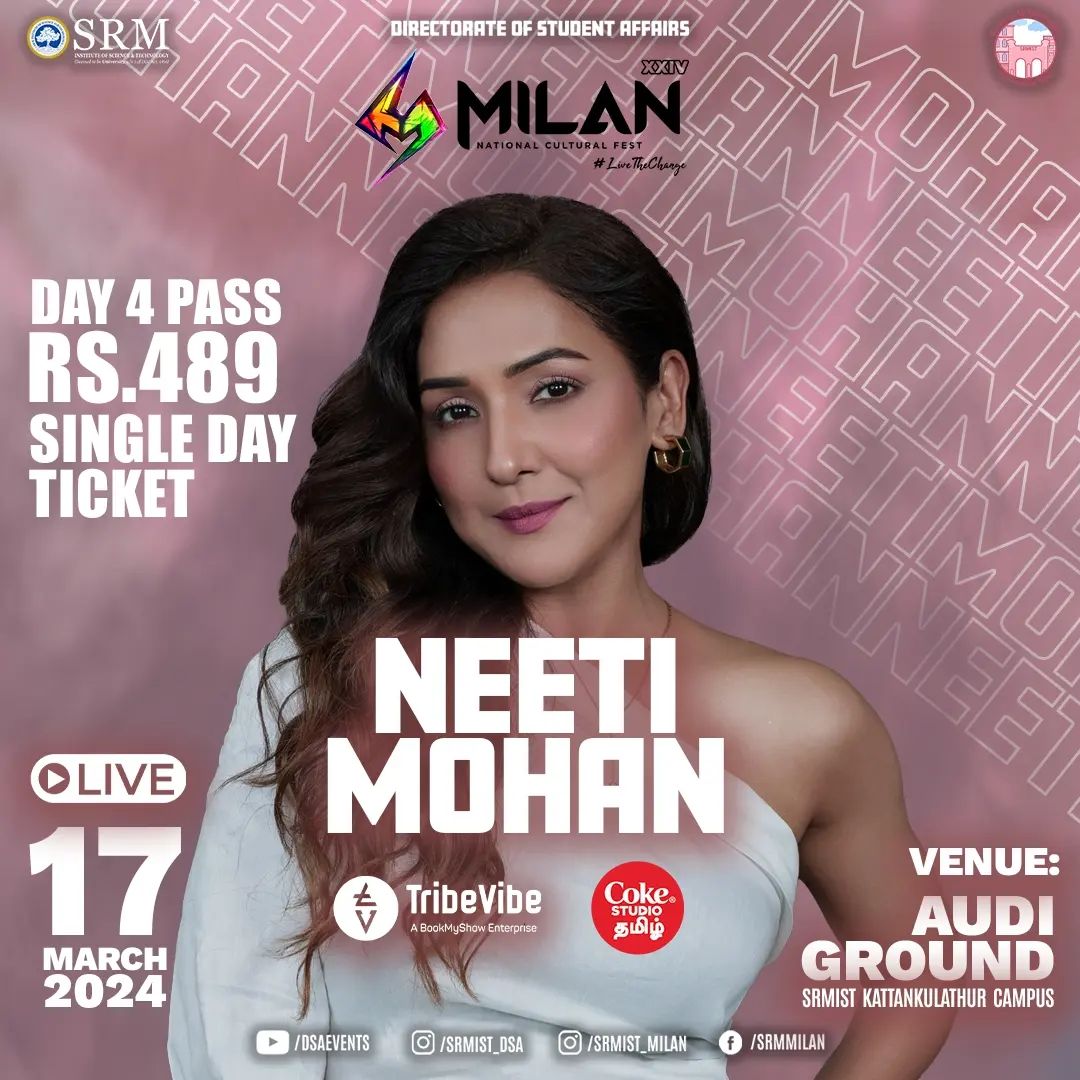 SRM
INSTITUTE OF SCIENCE & TECHNOLOGY
DIRECTORATE OF STUDENT AFFAIRS
XXIV
MILAN
NATIONAL CULTURAL FEST
#LiveTheChange
DAY 4 PASS
RS.489
SINGLE DAY
TICKET
NEETI
MOHAN
LIVE
17
MARCH
2024
TribeVibe
A BookMyShow Enterprise
Coke
STUDIO
தமிழ்
VENUE:
AUDI
GROUND
SRMIST KATTANKULATHUR CAMPUS
/DSAEVENTS
/SRMIST_DSA
/SRMIST_MILAN
/SRMMILAN